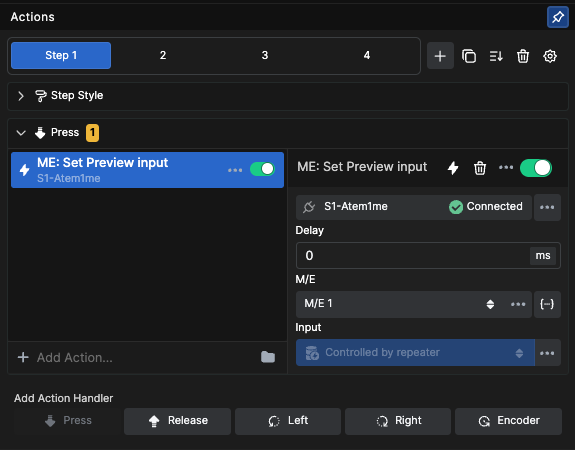 Actions
Step 1 2 3 4
Step Style
Press 1
ME: Set Preview input
S1-Atem1me
ME: Set Preview input
S1-Atem1me Connected
Delay
0 ms
M/E
M/E 1
Input
Controlled by repeater
Add Action...
Add Action Handler
Press Release Left Right Encoder